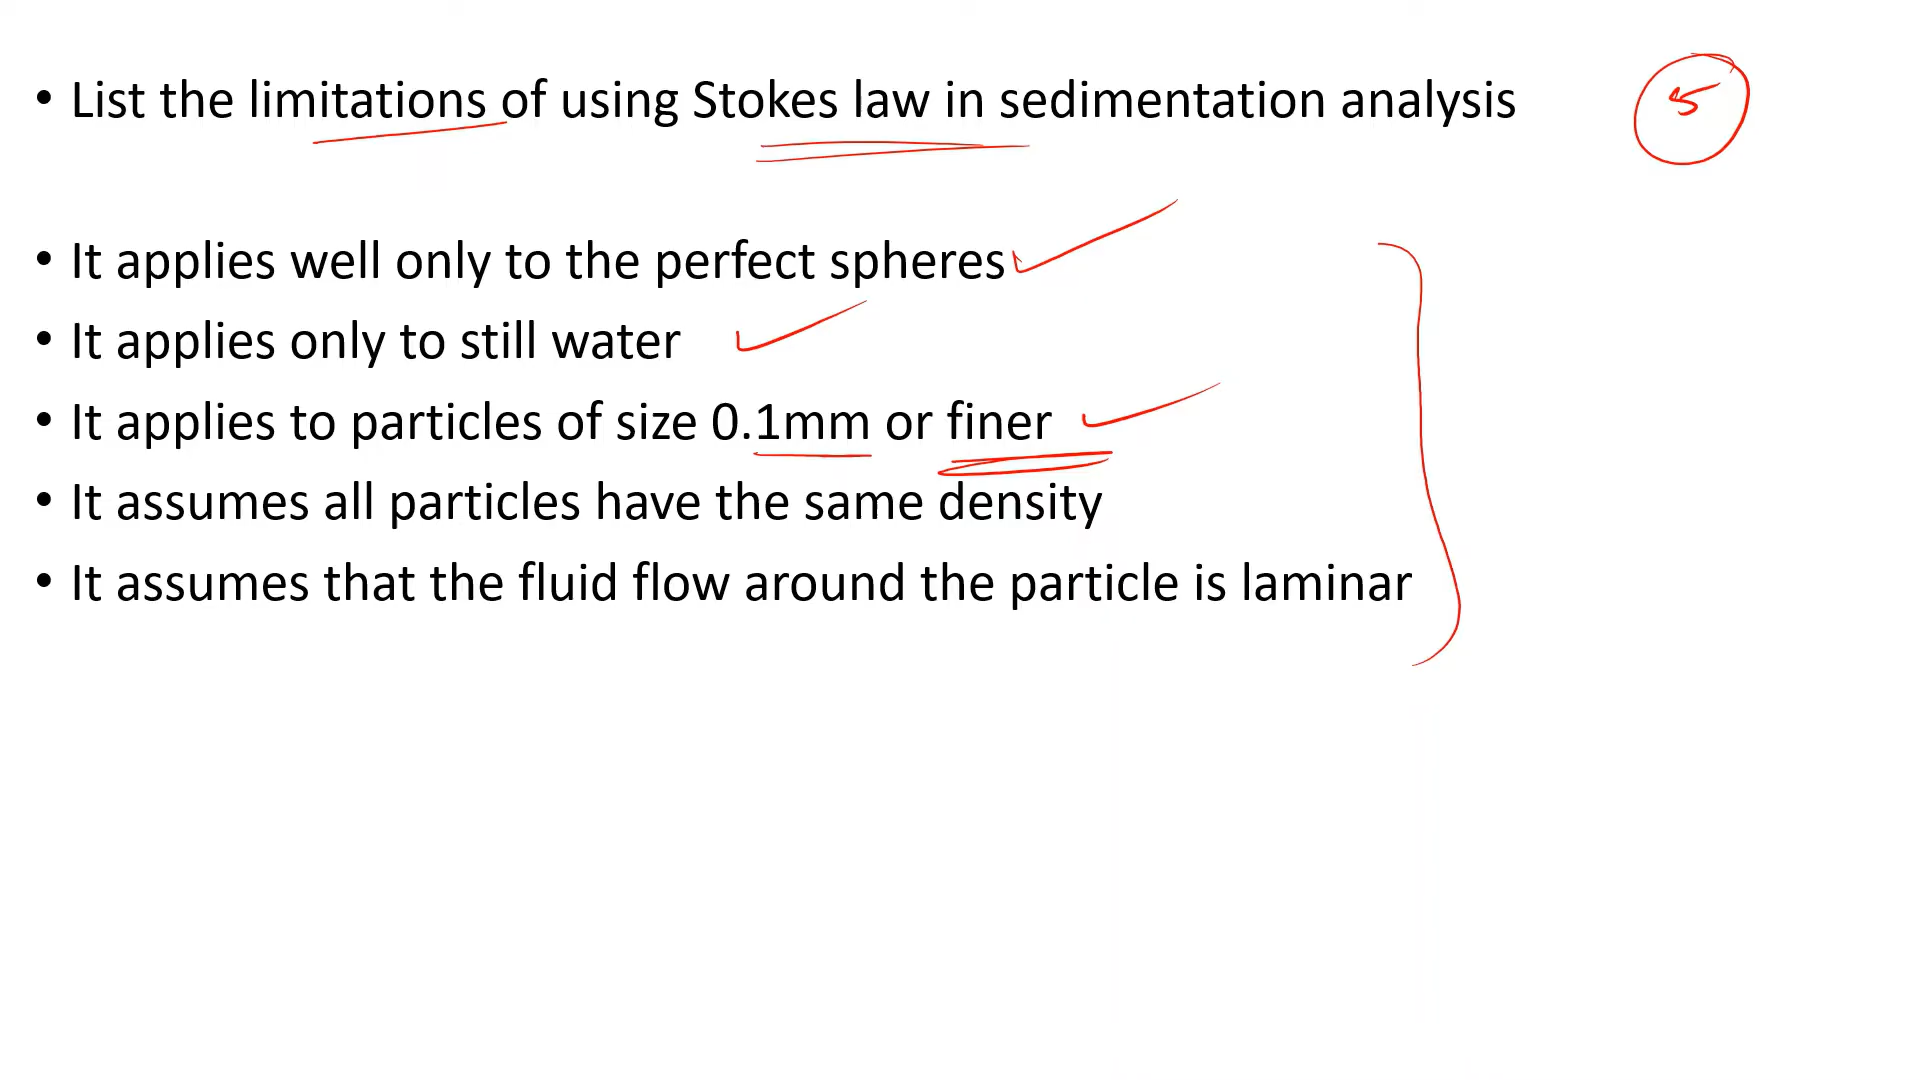 • List the limitations of using Stokes law in sedimentation analysis 5
• It applies well only to the perfect spheres
• It applies only to still water
• It applies to particles of size 0.1mm or finer
• It assumes all particles have the same density
• It assumes that the fluid flow around the particle is laminar